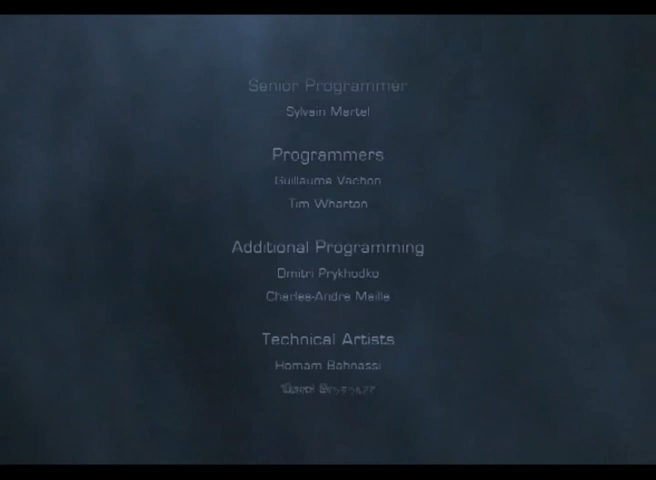 Senior Programmer
Sylvain Martel
Programmers
Guillaume Vachon
Tim Wharton
Additional Programming
Dmitri Prykhodko
Charles-Andre Meille
Technical Artists
Homam Bahnassi